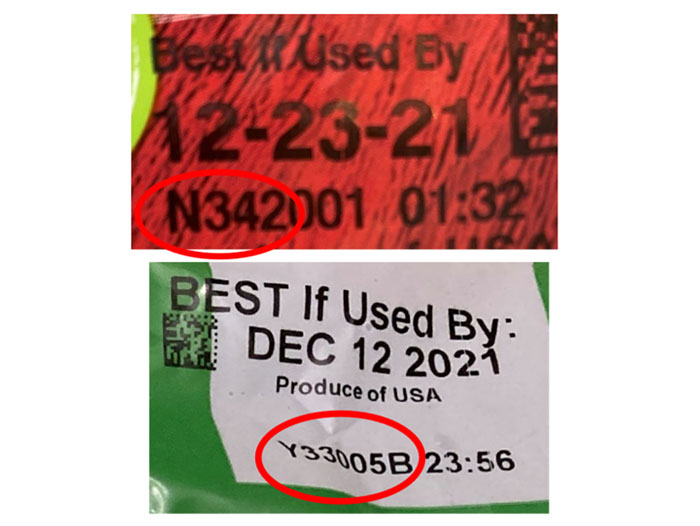 Best If Used By
12-23-21
N342001 01:32
BEST If Used By:
DEC 12 2021
Produce of USA
Y33005B 23:56